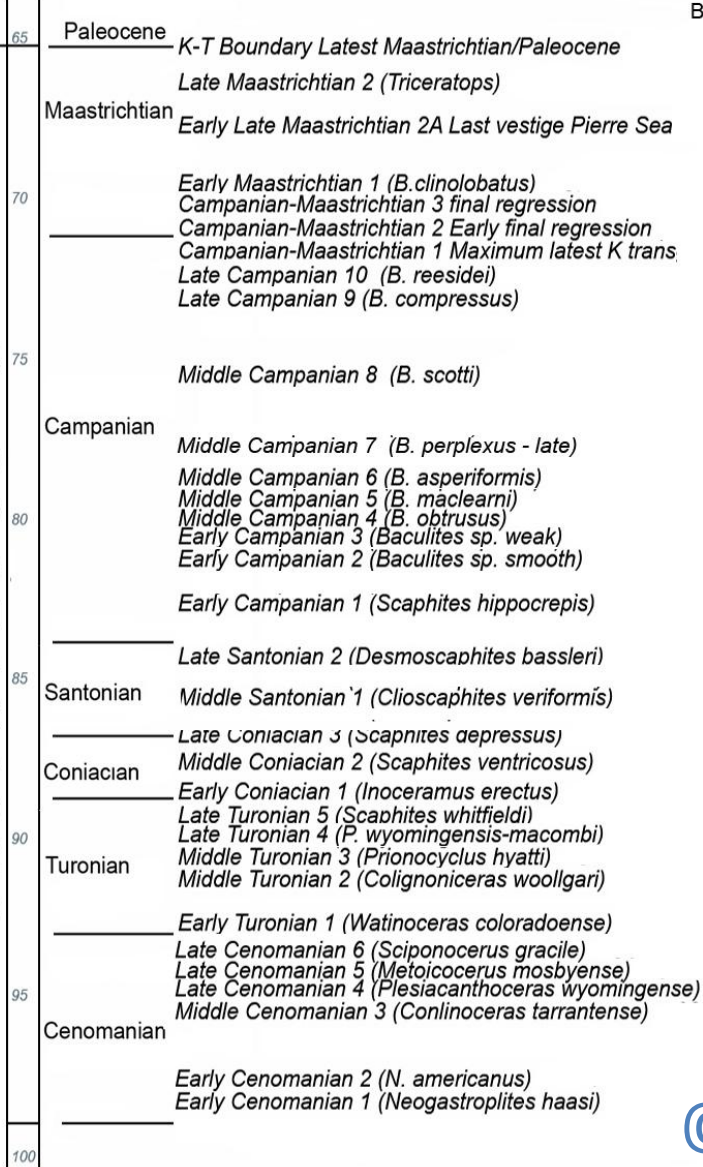 B
65
Paleocene
K-T Boundary Latest Maastrichtian/Paleocene
Late Maastrichtian 2 (Triceratops)
Maastrichtian
Early Late Maastrichtian 2A Last vestige Pierre Sea
Early Maastrichtian 1 (B.clinolobatus)
70
Campanian-Maastrichtian 3 final regression
Campanian-Maastrichtian 2 Early final regression
Campanian-Maastrichtian 1 Maximum latest K trans
Late Campanian 10 (B. reesidei)
Late Campanian 9 (B. compressus)
75
Middle Campanian 8 (B. scotti)
Campanian
Middle Campanian 7 (B. perplexus - late)
Middle Campanian 6 (B. asperiformis)
Middle Campanian 5 (B. maclearni)
80
Middle Campanian 4 (B. obtrusus)
Early Campanian 3 (Baculites sp. weak)
Early Campanian 2 (Baculites sp. smooth)
Early Campanian 1 (Scaphites hippocrepis)
Late Santonian 2 (Desmoscaphites bassleri)
85
Santonian
Middle Santonian 1 (Clioscaphites veriformis)
Late Coniacian 3 (Scaphites depressus)
Middle Coniacian 2 (Scaphites ventricosus)
Coniacian
Early Coniacian 1 (Inoceramus erectus)
Late Turonian 5 (Scaphites whitfieldi)
90
Late Turonian 4 (P. wyomingensis-macombi)
Middle Turonian 3 (Prionocyclus hyatti)
Turonian
Middle Turonian 2 (Colignoniceras woollgari)
Early Turonian 1 (Watinoceras coloradoense)
Late Cenomanian 6 (Sciponocerus gracile)
Late Cenomanian 5 (Metoicocerus mosbyense)
95
Late Cenomanian 4 (Plesiacanthoceras wyomingense)
Middle Cenomanian 3 (Conlinoceras tarrantense)
Cenomanian
Early Cenomanian 2 (N. americanus)
Early Cenomanian 1 (Neogastroplites haasi)
100